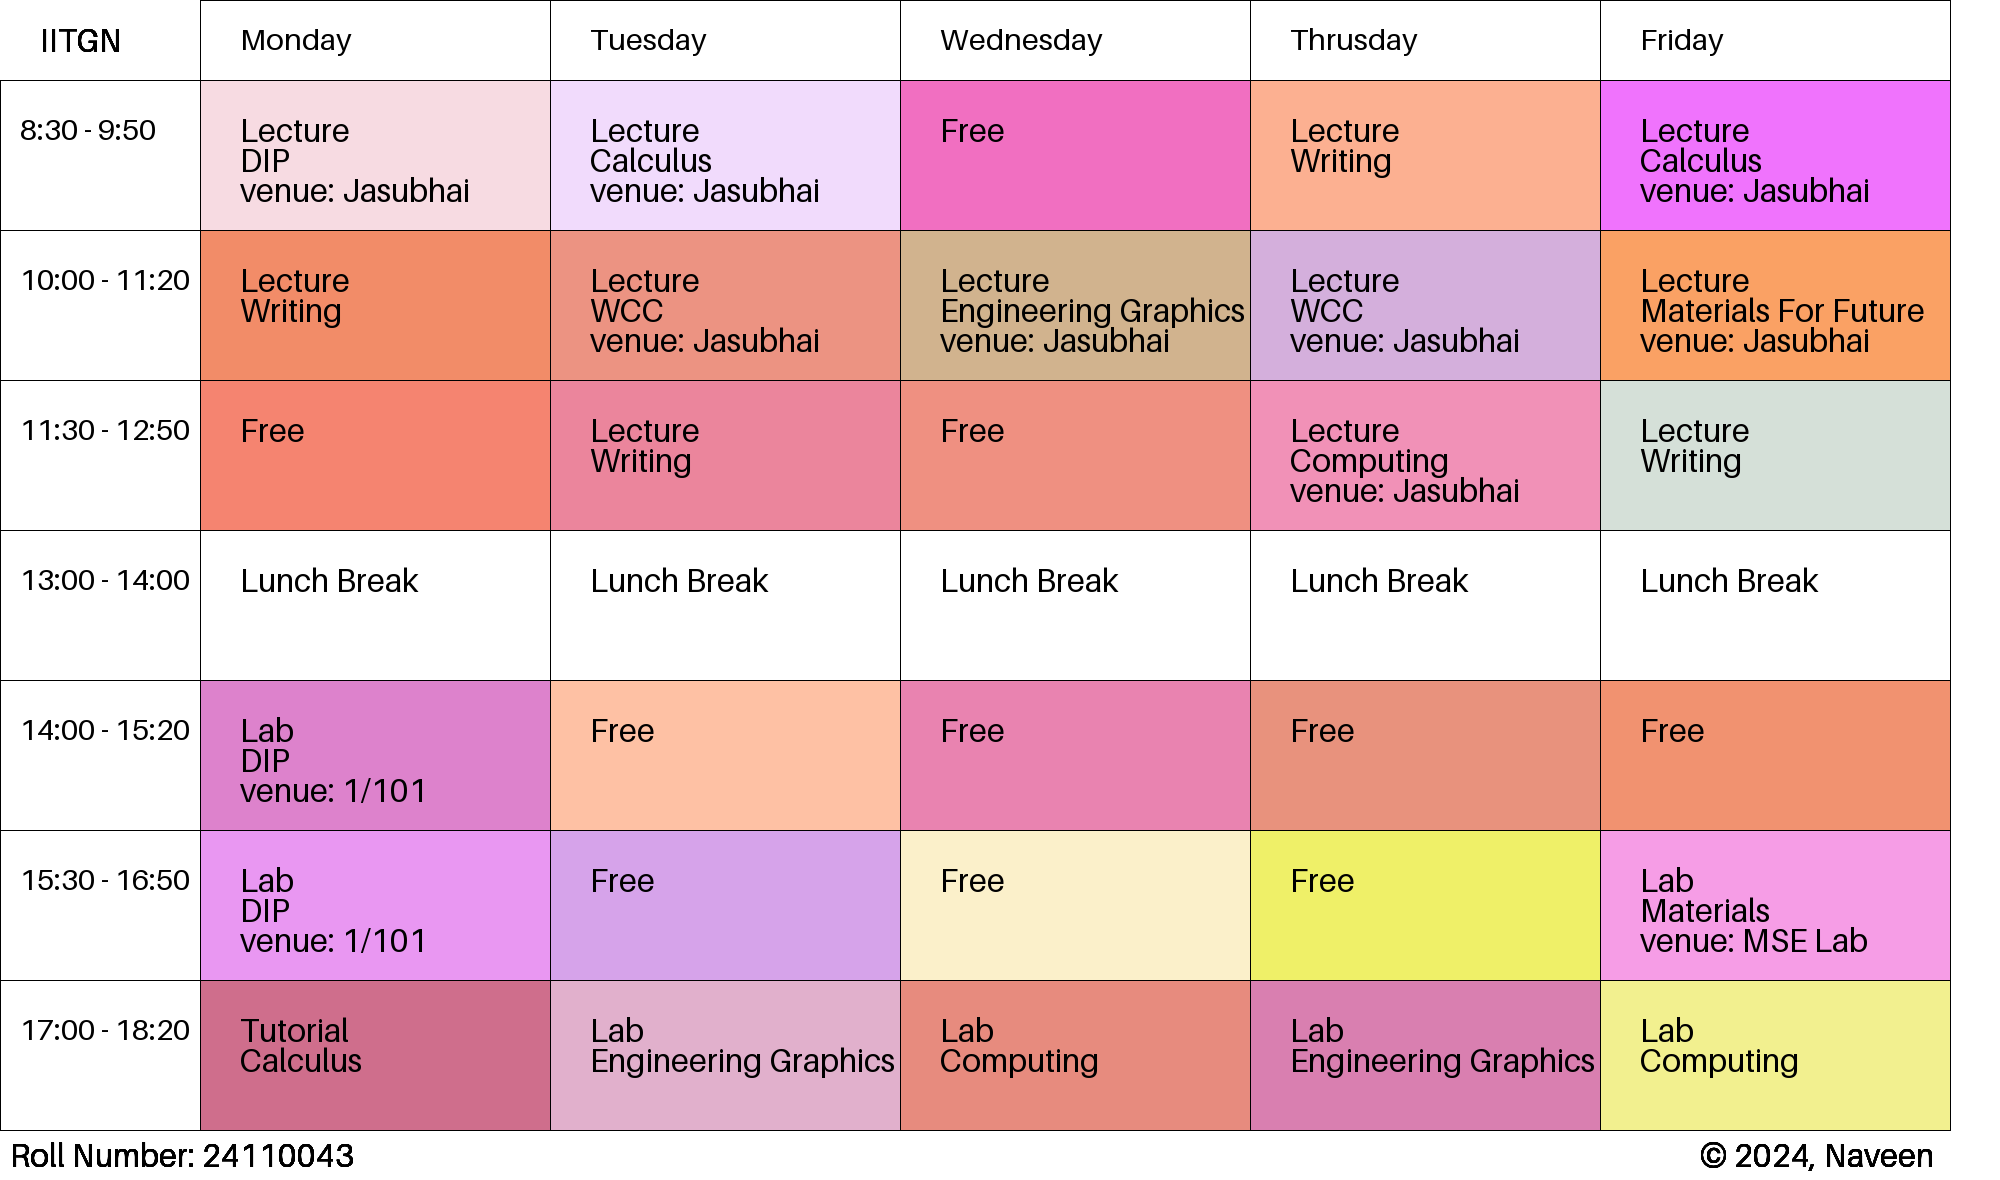 IITGN
Monday
Tuesday
Wednesday
Thrusday
Friday
8:30 - 9:50
Lecture
DIP
venue: Jasubhai
Lecture
Calculus
venue: Jasubhai
Free
Lecture
Writing
Lecture
Calculus
venue: Jasubhai
10:00 - 11:20
Lecture
Writing
Lecture
WCC
venue: Jasubhai
Lecture
Engineering Graphics
venue: Jasubhai
Lecture
WCC
venue: Jasubhai
Lecture
Materials For Future
venue: Jasubhai
11:30 - 12:50
Free
Lecture
Writing
Free
Lecture
Computing
venue: Jasubhai
Lecture
Writing
13:00 - 14:00
Lunch Break
Lunch Break
Lunch Break
Lunch Break
Lunch Break
14:00 - 15:20
Lab
DIP
venue: 1/101
Free
Free
Free
Free
15:30 - 16:50
Lab
DIP
venue: 1/101
Free
Free
Free
Lab
Materials
venue: MSE Lab
17:00 - 18:20
Tutorial
Calculus
Lab
Engineering Graphics
Lab
Computing
Lab
Engineering Graphics
Lab
Computing
Roll Number: 24110043
© 2024, Naveen